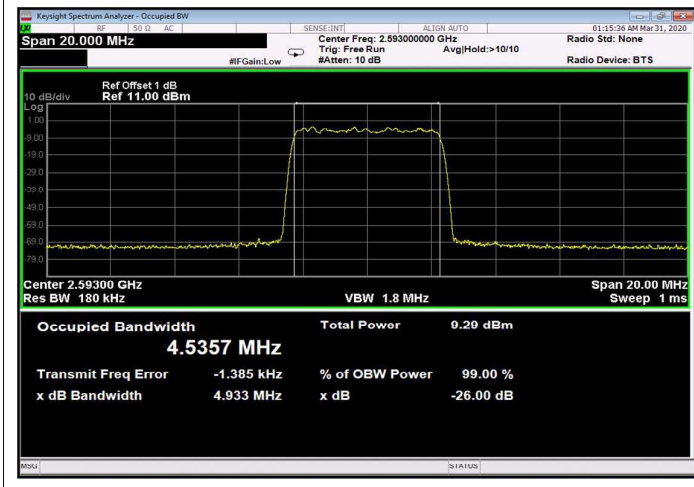 Keysight Spectrum Analyzer - Occupied BW
RF 50 Ω AC SENSE:INT ALIGN AUTO 01:15:36 AM Mar 31, 2020
Span 20.000 MHz
Center Freq: 2.593000000 GHz
Radio Std: None
Trig: Free Run Avg|Hold:>10/10
#IFGain:Low #Atten: 10 dB Radio Device: BTS
Ref Offset 1 dB
10 dB/div Ref 11.00 dBm
Log
1.00
-9.00
-19.0
-29.0
-39.0
-49.0
-59.0
-69.0
-79.0
Center 2.59300 GHz Span 20.00 MHz
Res BW 180 kHz VBW 1.8 MHz Sweep 1 ms
Occupied Bandwidth Total Power 9.29 dBm
4.5357 MHz
Transmit Freq Error -1.385 kHz % of OBW Power 99.00 %
x dB Bandwidth 4.933 MHz x dB -26.00 dB
MSG STATUS